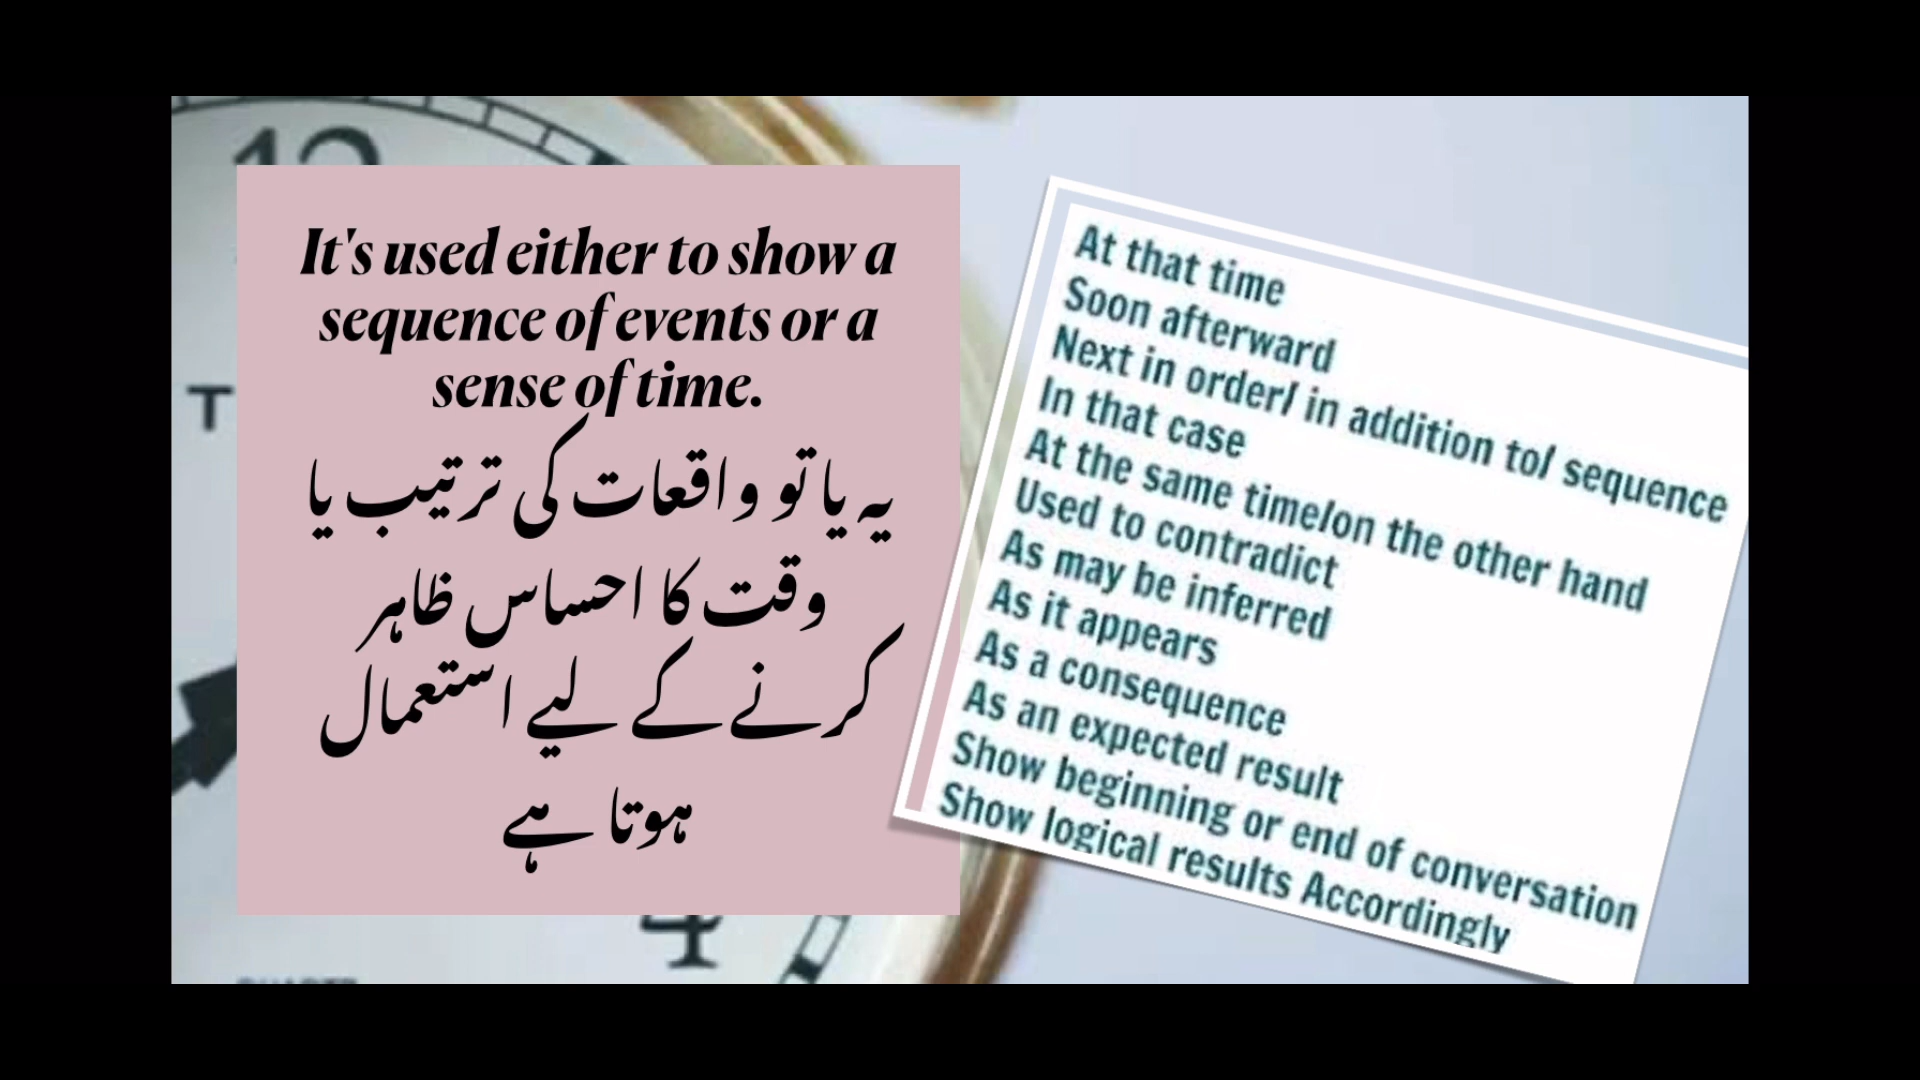 12
T
It's used either to show a
sequence of events or a
sense of time.
یہ یا تو واقعات کی ترتیب یا
وقت کا احساس ظاہر
کرنے کے لیے استعمال
ہوتا ہے
4
At that time
Soon afterward
Next in order/ in addition to/ sequence
In that case
At the same time/on the other hand
Used to contradict
As may be inferred
As it appears
As a consequence
As an expected result
Show beginning or end of conversation
Show logical results Accordingly